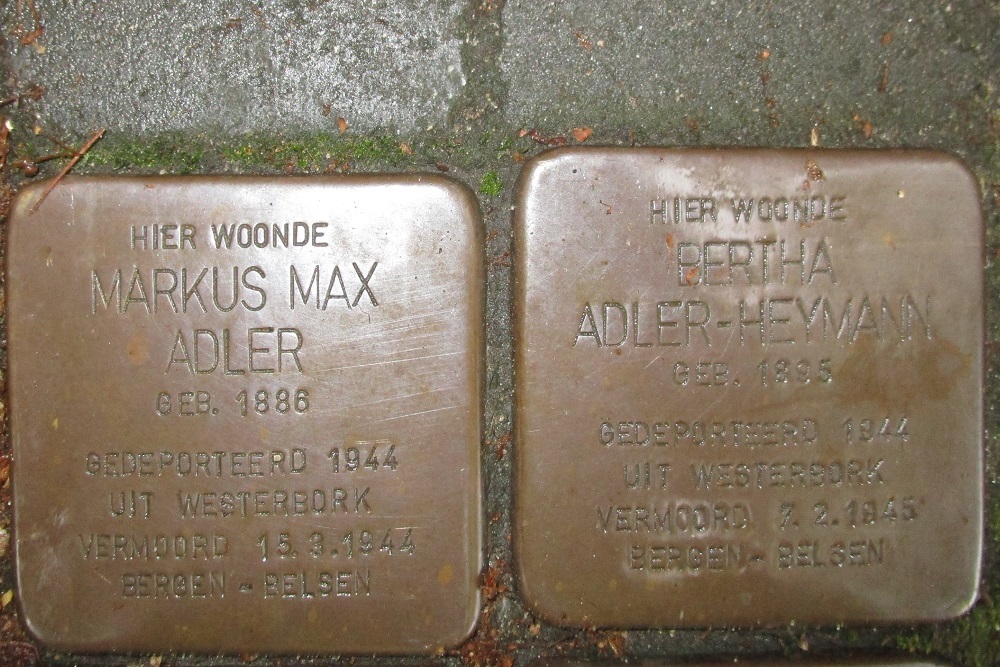 HIER WOONDE
MARKUS MAX
ADLER
GEB. 1886
GEDEPORTEERD 1944
UIT WESTERBORK
VERMOORD 15.3.1944
BERGEN - BELSEN
HIER WOONDE
BERTHA
ADLER-HEYMANN
GEB. 1895
GEDEPORTEERD 1944
UIT WESTERBORK
VERMOORD 7.2.1945
BERGEN - BELSEN